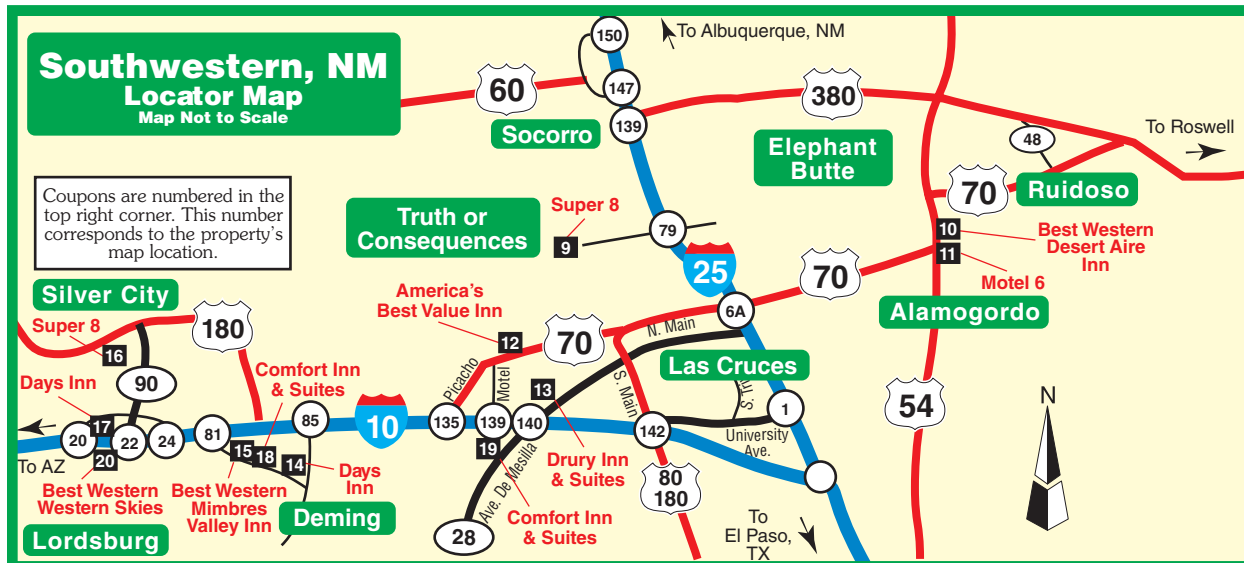 Southwestern, NM
Locator Map
Map Not to Scale
Coupons are numbered in the
top right corner. This number
corresponds to the property's
map location.
150
To Albuquerque, NM
60
147
139
Socorro
380
Elephant
Butte
48
To Roswell
70
Ruidoso
Truth or
Consequences
Super 8
9
79
25
10
Best Western
Desert Aire
Inn
11
Motel 6
Alamogordo
70
6A
Silver City
Super 8
16
180
90
America's
Best Value Inn
12
70
N. Main
Las Cruces
Picacho
Motel
13
S. Main
1
University
Ave.
54
N
Days Inn
17
Comfort Inn
& Suites
20
22
24
81
85
10
135
139
140
142
To AZ
20
Best Western
Western Skies
15
18
14
Best Western
Mimbres
Valley Inn
Days
Inn
19
Ave. De Mesilla
Drury Inn
& Suites
80
180
Comfort Inn
& Suites
28
Lordsburg
Deming
To
El Paso,
TX